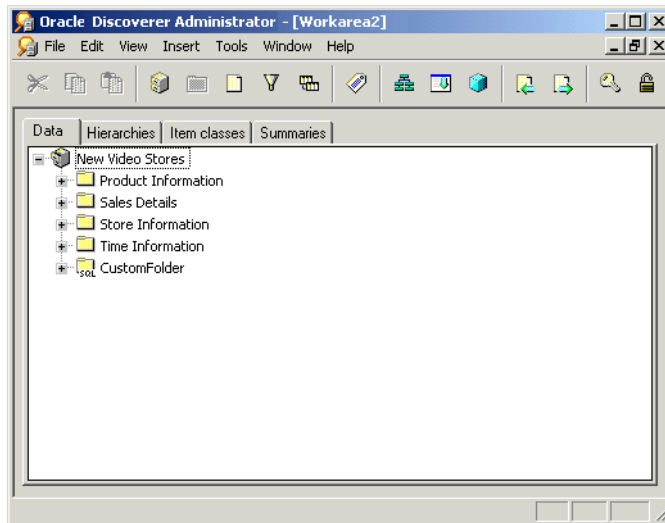 Oracle Discoverer Administrator - [Workarea2]
File Edit View Insert Tools Window Help
Data Hierarchies Item classes Summaries
New Video Stores
Product Information
Sales Details
Store Information
Time Information
SQL CustomFolder